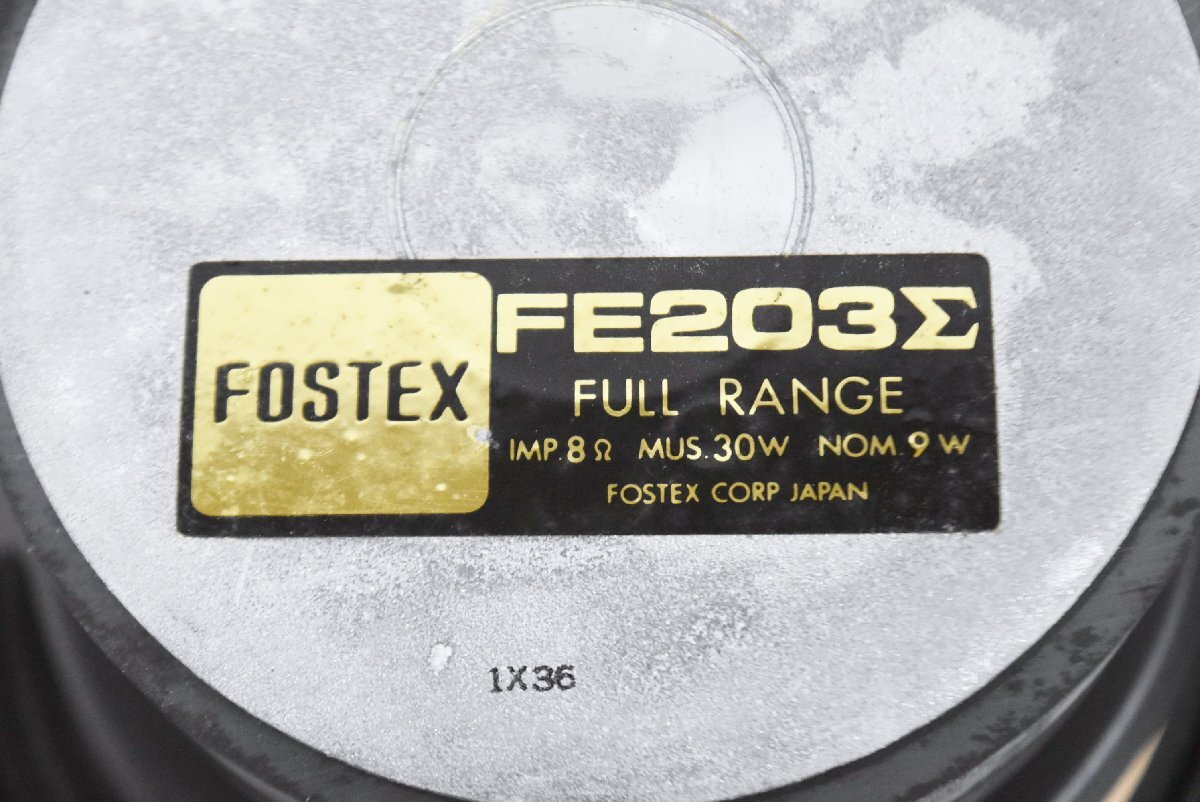 FOSTEX
FE203Σ
FULL RANGE
IMP.8Ω MUS.30W NOM.9W
FOSTEX CORP JAPAN
1X36